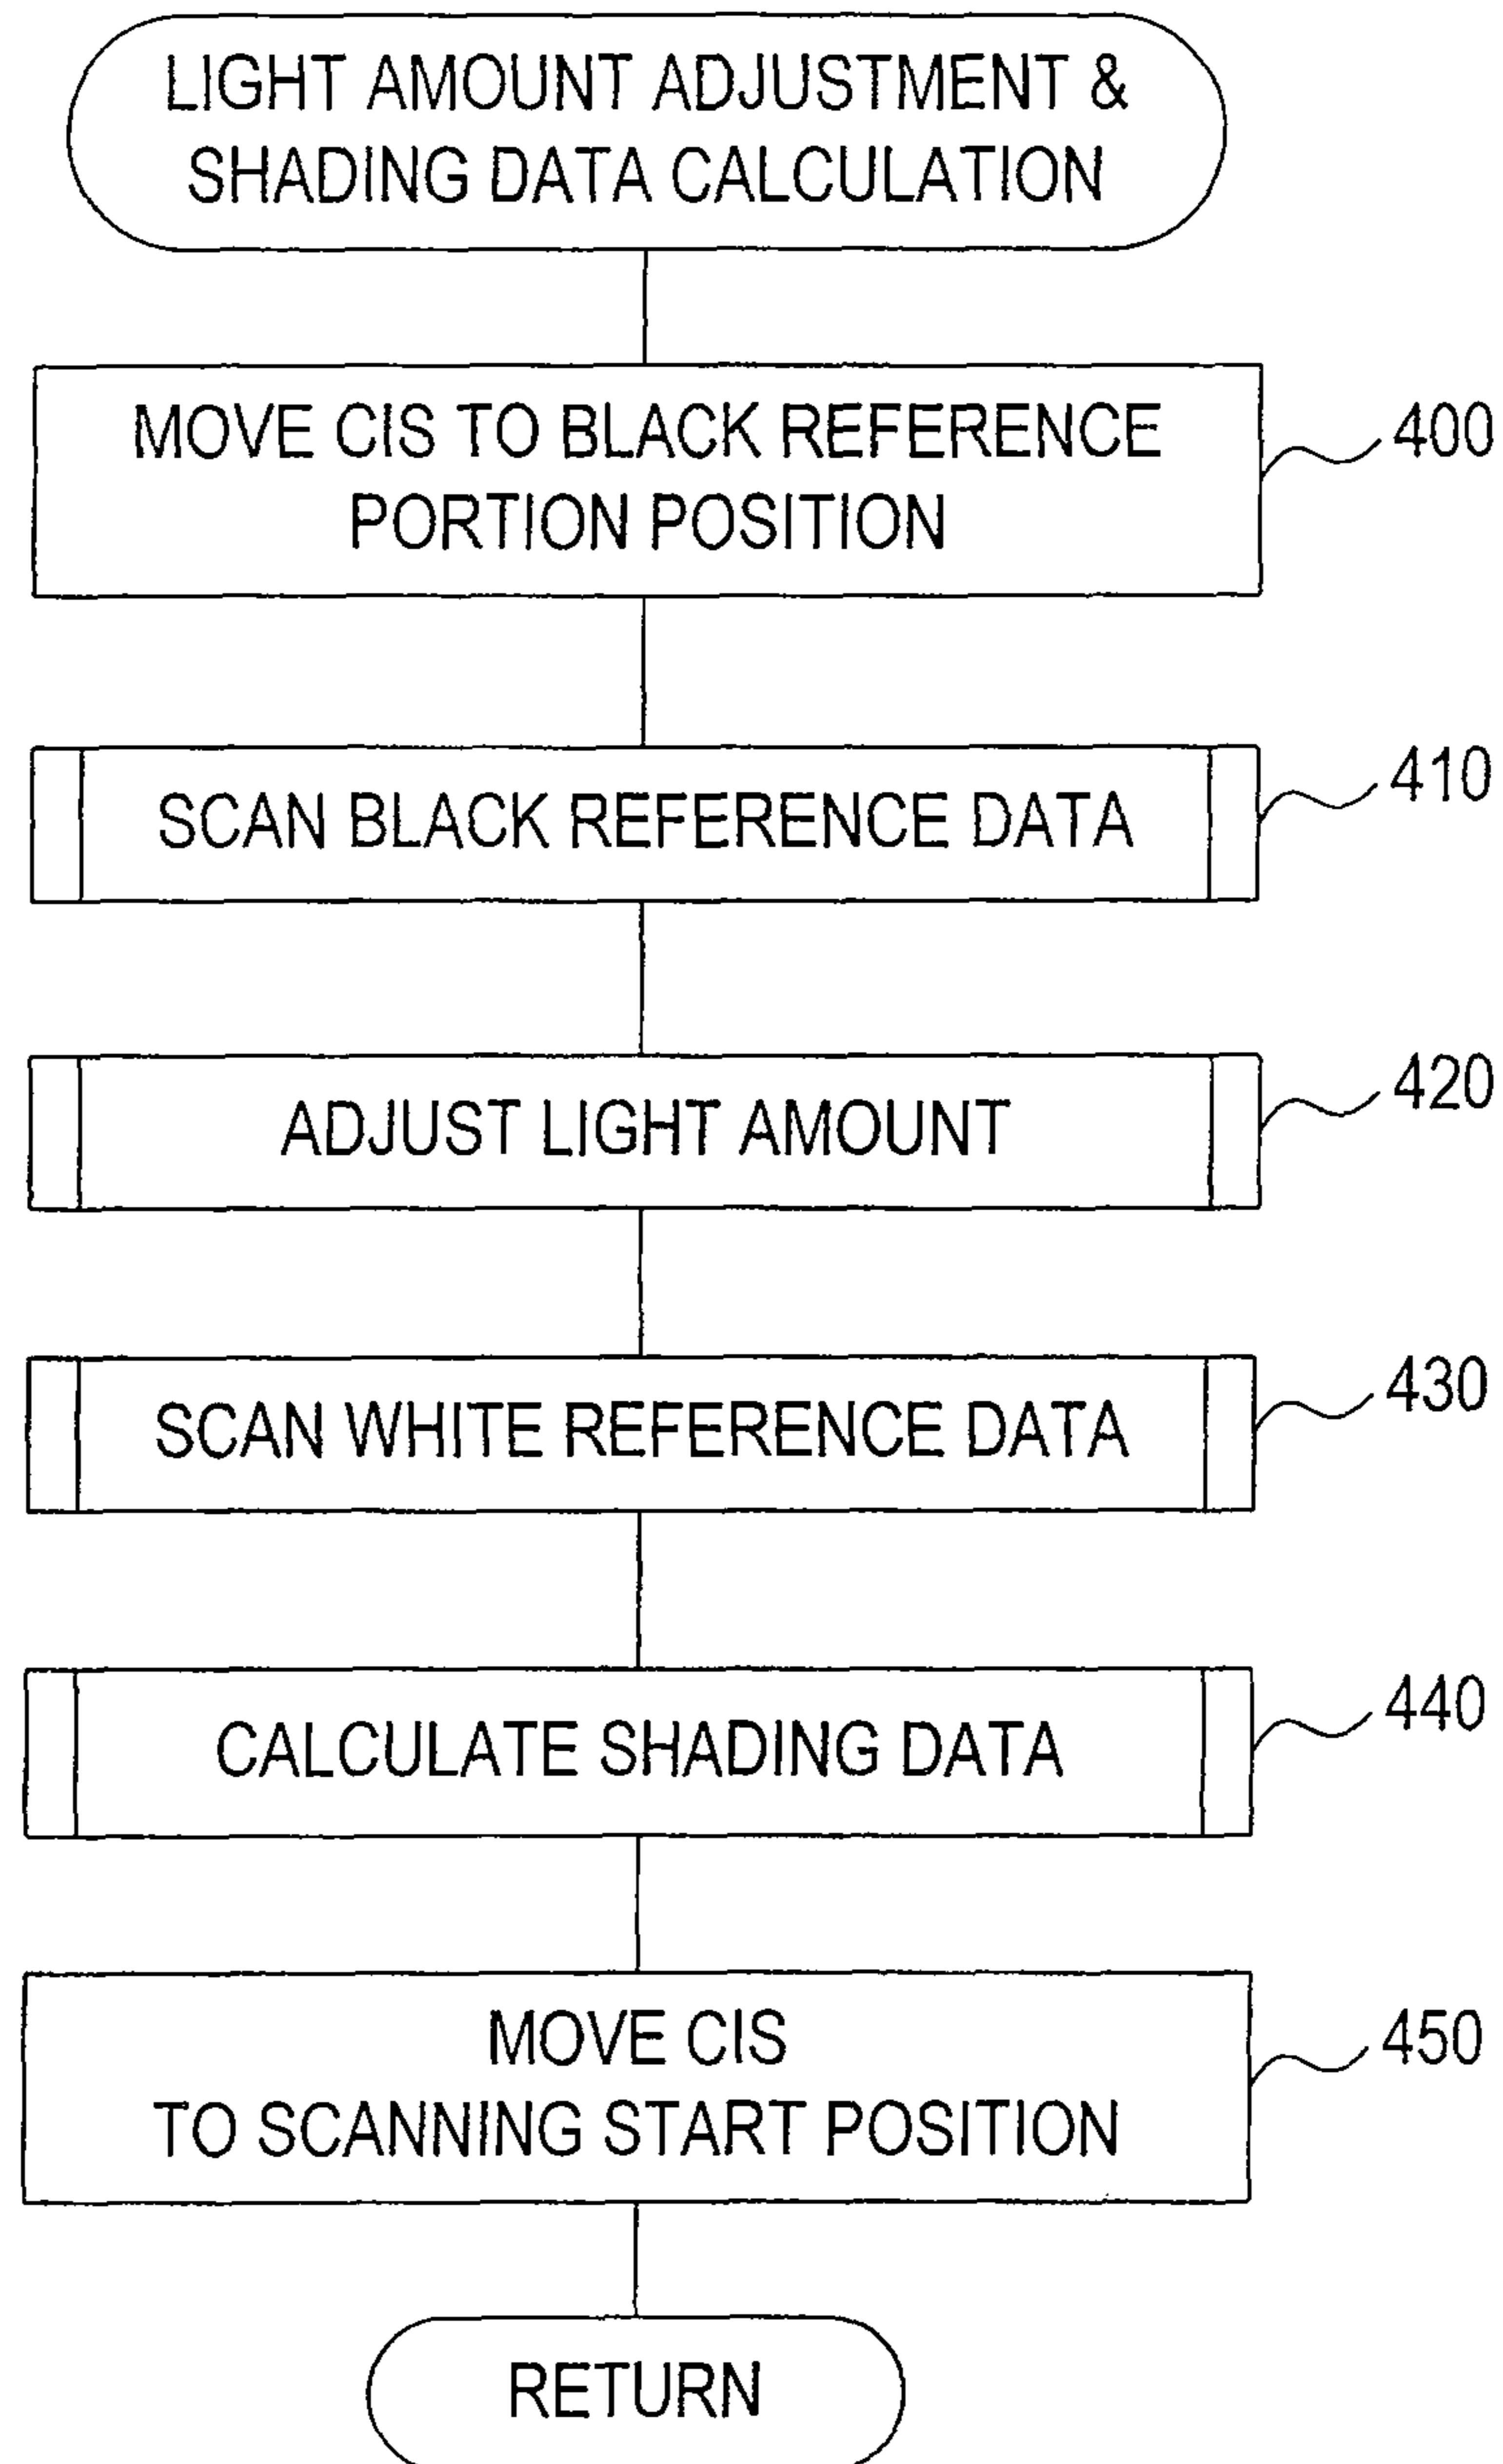 LIGHT AMOUNT ADJUSTMENT &
SHADING DATA CALCULATION
MOVE CIS TO BLACK REFERENCE
PORTION POSITION
400
SCAN BLACK REFERENCE DATA
410
ADJUST LIGHT AMOUNT
420
SCAN WHITE REFERENCE DATA
430
CALCULATE SHADING DATA
440
MOVE CIS
TO SCANNING START POSITION
450
RETURN